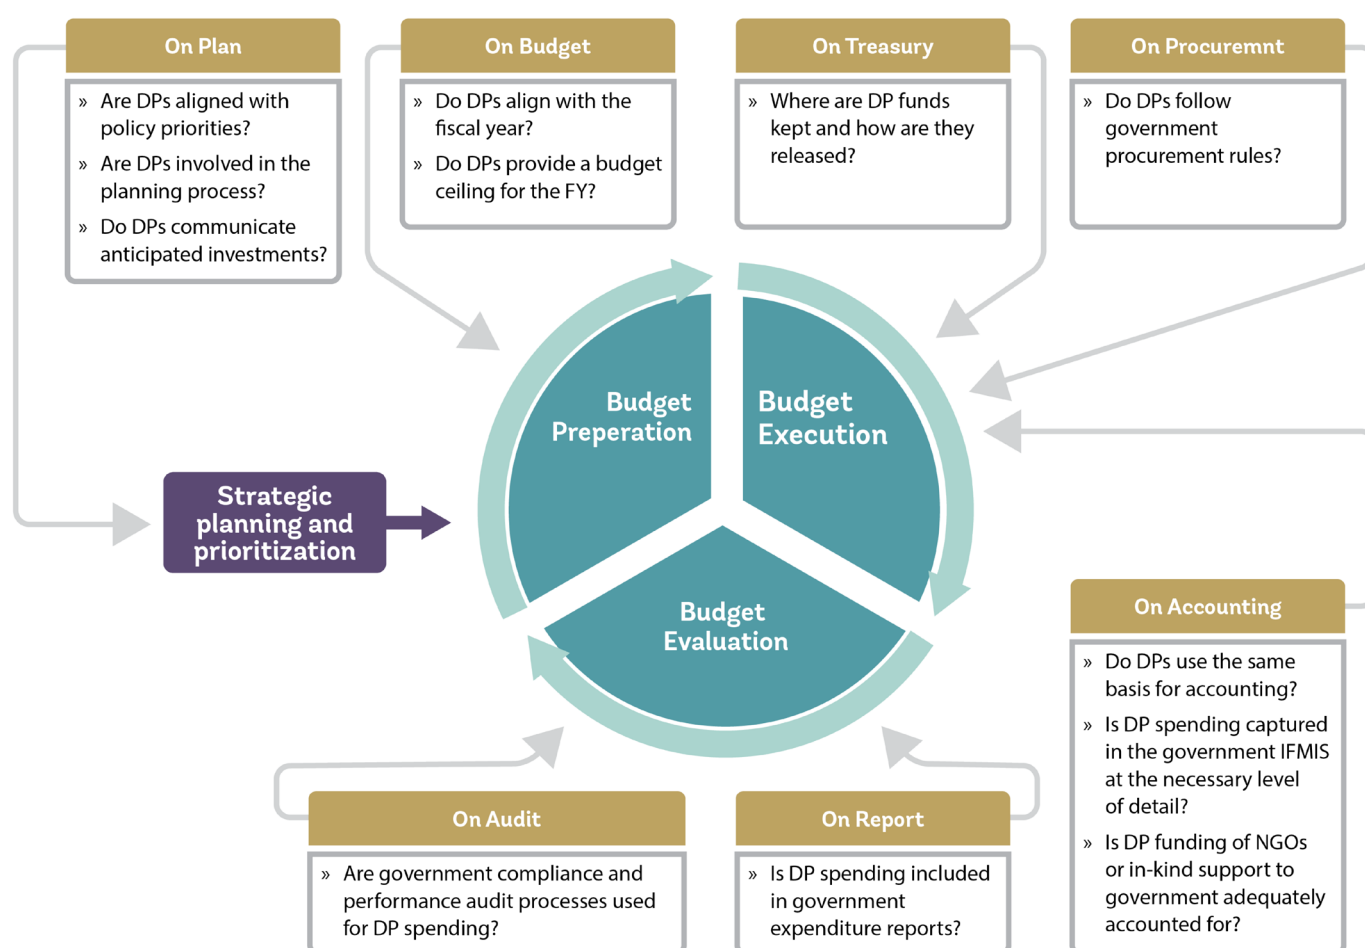 On Plan
» Are DPs aligned with
policy priorities?
» Are DPs involved in the
planning process?
» Do DPs communicate
anticipated investments?
On Budget
» Do DPs align with the
fiscal year?
» Do DPs provide a budget
ceiling for the FY?
On Treasury
» Where are DP funds
kept and how are they
released?
On Procuremnt
» Do DPs follow
government
procurement rules?
Budget
Preperation
Budget
Execution
Strategic
planning and
prioritization
Budget
Evaluation
On Accounting
» Do DPs use the same
basis for accounting?
» Is DP spending captured
in the government IFMIS
at the necessary level
of detail?
» Is DP funding of NGOs
or in-kind support to
government adequately
accounted for?
On Audit
» Are government compliance and
performance audit processes used
for DP spending?
On Report
» Is DP spending included
in government
expenditure reports?